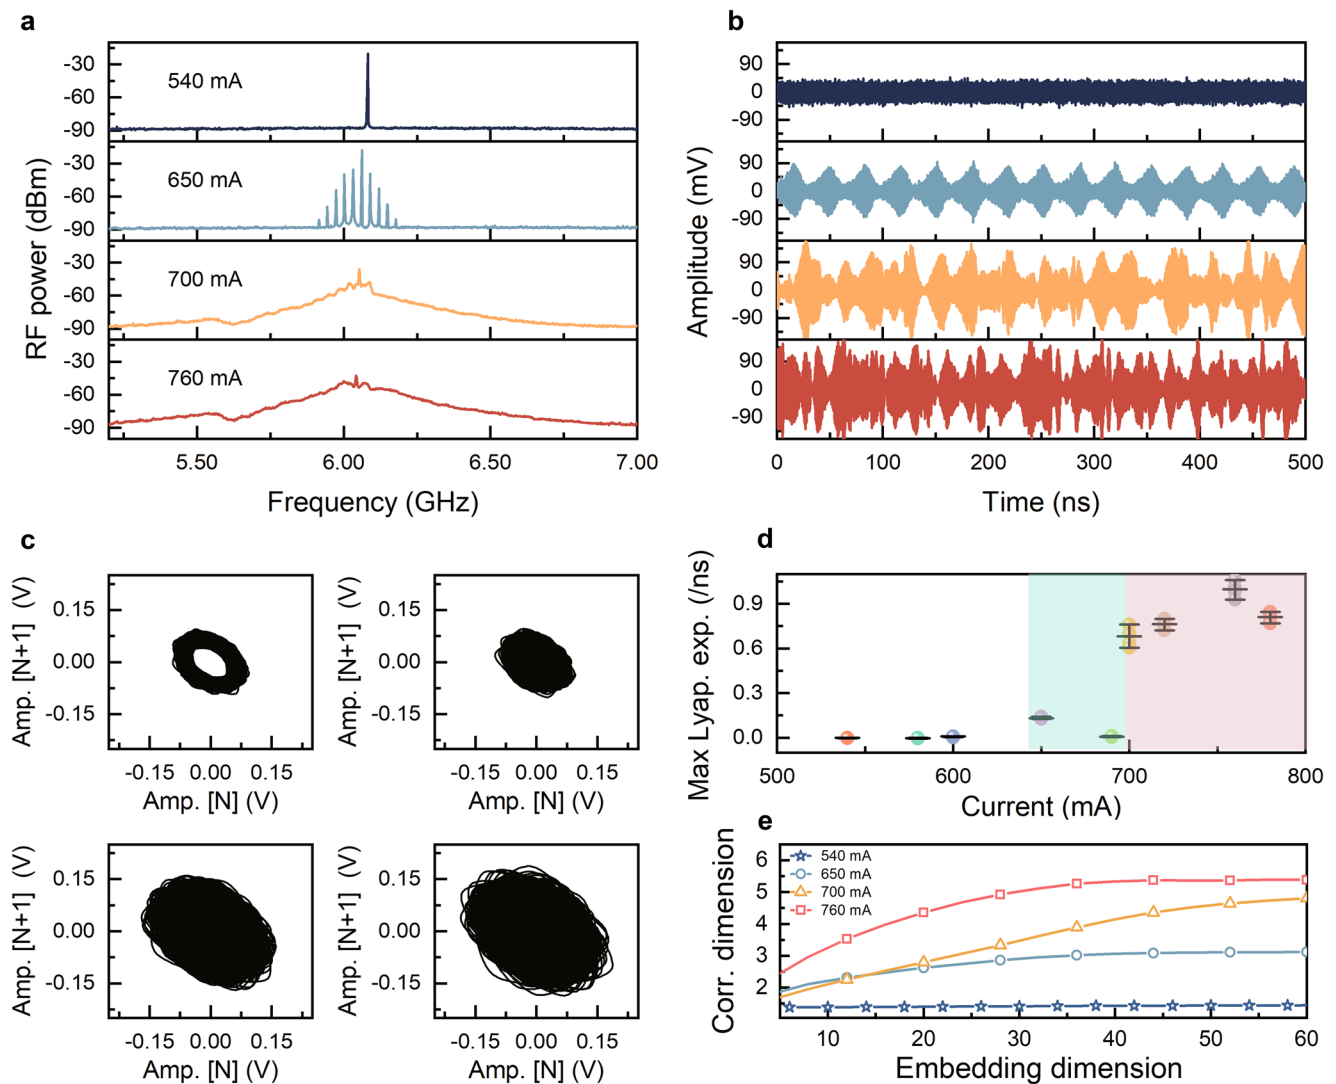 a
-30
-60
-90
540 mA
-30
-60
-90
650 mA
-30
-60
-90
700 mA
-30
-60
-90
760 mA
RF power (dBm)
5.50 6.00 6.50 7.00
Frequency (GHz)
b
90
0
-90
90
0
-90
90
0
-90
90
0
-90
Amplitude (mV)
0 100 200 300 400 500
Time (ns)
c
Amp. [N+1] (V)
0.15
0.00
-0.15
-0.15 0.00 0.15
Amp. [N] (V)
Amp. [N+1] (V)
0.15
0.00
-0.15
-0.15 0.00 0.15
Amp. [N] (V)
Amp. [N+1] (V)
0.15
0.00
-0.15
-0.15 0.00 0.15
Amp. [N] (V)
Amp. [N+1] (V)
0.15
0.00
-0.15
-0.15 0.00 0.15
Amp. [N] (V)
d
Max Lyap. exp. (/ns)
0.9
0.6
0.3
0.0
500 600 700 800
Current (mA)
e
Corr. dimension
6
5
4
3
2
540 mA
650 mA
700 mA
760 mA
10 20 30 40 50 60
Embedding dimension